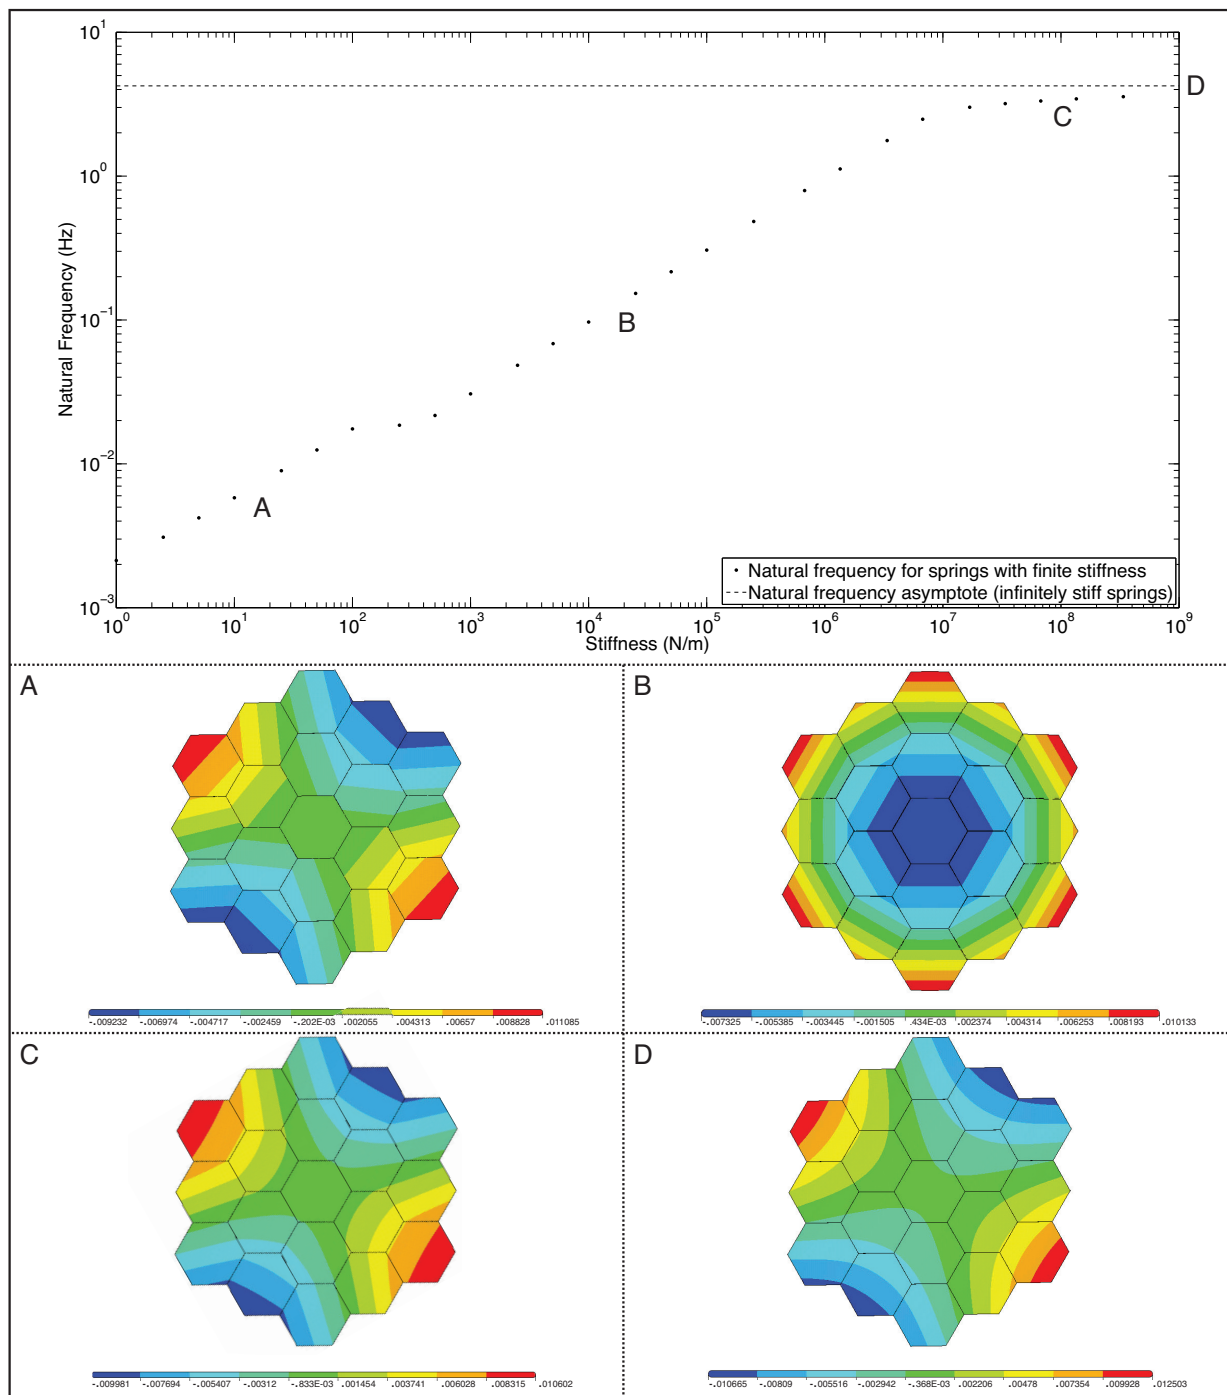 10^1
10^0
10^-1
10^-2
10^-3
Natural Frequency (Hz)
D
C
B
A
Natural frequency for springs with finite stiffness
Natural frequency asymptote (infinitely stiff springs)
10^0 10^1 10^2 10^3 10^4 10^5 10^6 10^7 10^8 10^9
Stiffness (N/m)
A
-.009232 -.006974 -.004717 -.002459 -.202E-03 .002055 .004313 .00657 .008828 .011085
B
-.007325 -.005385 -.003445 -.001505 .434E-03 .002374 .004314 .006253 .008193 .010133
C
-.009981 -.007694 -.005407 -.00312 -.833E-03 .001454 .003741 .006028 .008315 .010602
D
-.010665 -.00809 -.005516 -.002942 -.368E-03 .002206 .00478 .007354 .009928 .012503